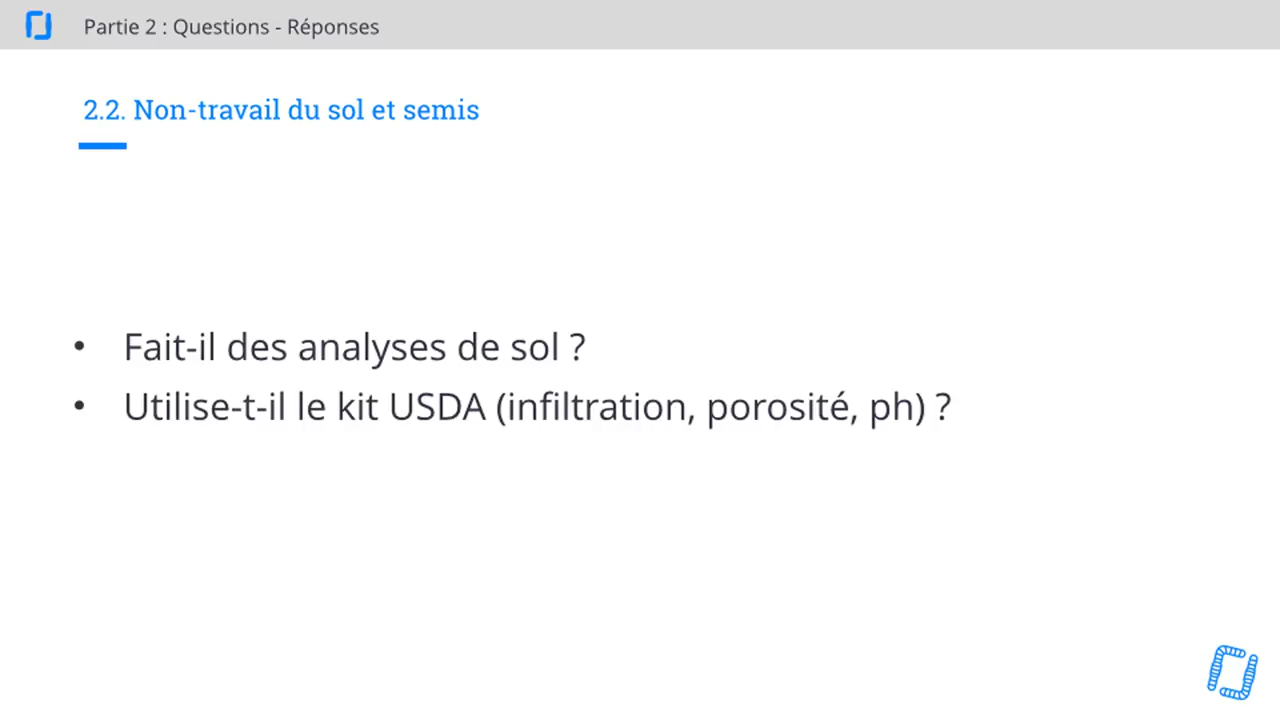 Partie 2 : Questions - Réponses
2.2. Non-travail du sol et semis
• Fait-il des analyses de sol ?
• Utilise-t-il le kit USDA (infiltration, porosité, ph) ?